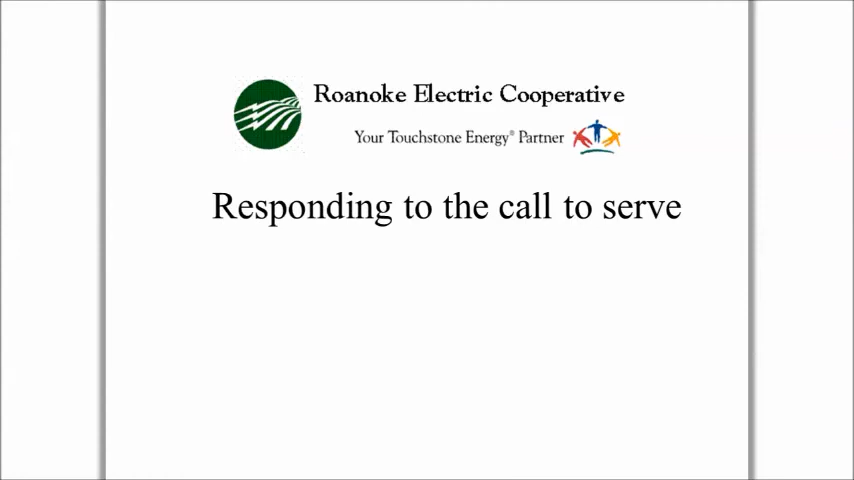 Roanoke Electric Cooperative
Your Touchstone Energy® Partner
Responding to the call to serve